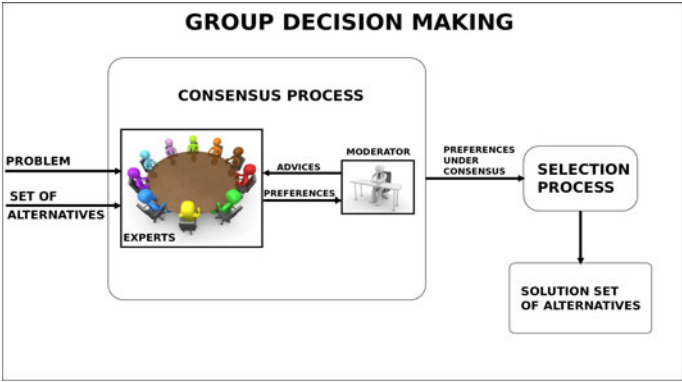 GROUP DECISION MAKING
CONSENSUS PROCESS
PROBLEM
SET OF
ALTERNATIVES
EXPERTS
ADVICES
PREFERENCES
MODERATOR
PREFERENCES
UNDER
CONSENSUS
SELECTION
PROCESS
SOLUTION SET
OF ALTERNATIVES